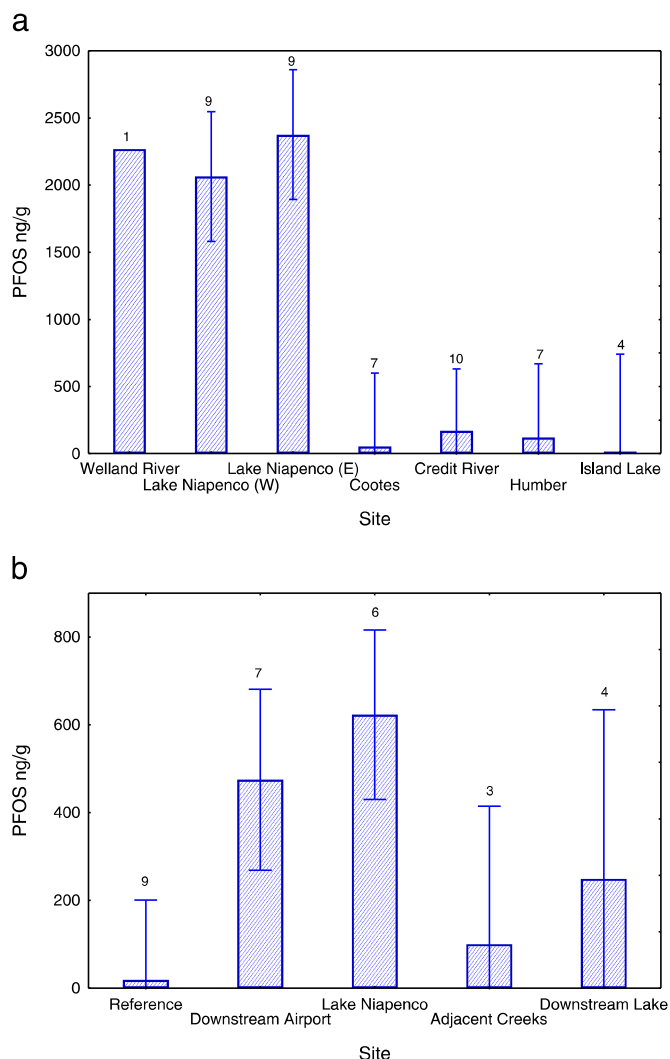 a
3000
2500
2000
1500
1000
500
0
PFOS ng/g
1
9
9
7
10
7
4
Welland River
Lake Niapenco (W)
Lake Niapenco (E)
Cootes
Credit River
Humber
Island Lake
Site
b
800
600
400
200
0
PFOS ng/g
9
7
6
3
4
Reference
Downstream Airport
Lake Niapenco
Adjacent Creeks
Downstream Lake
Site